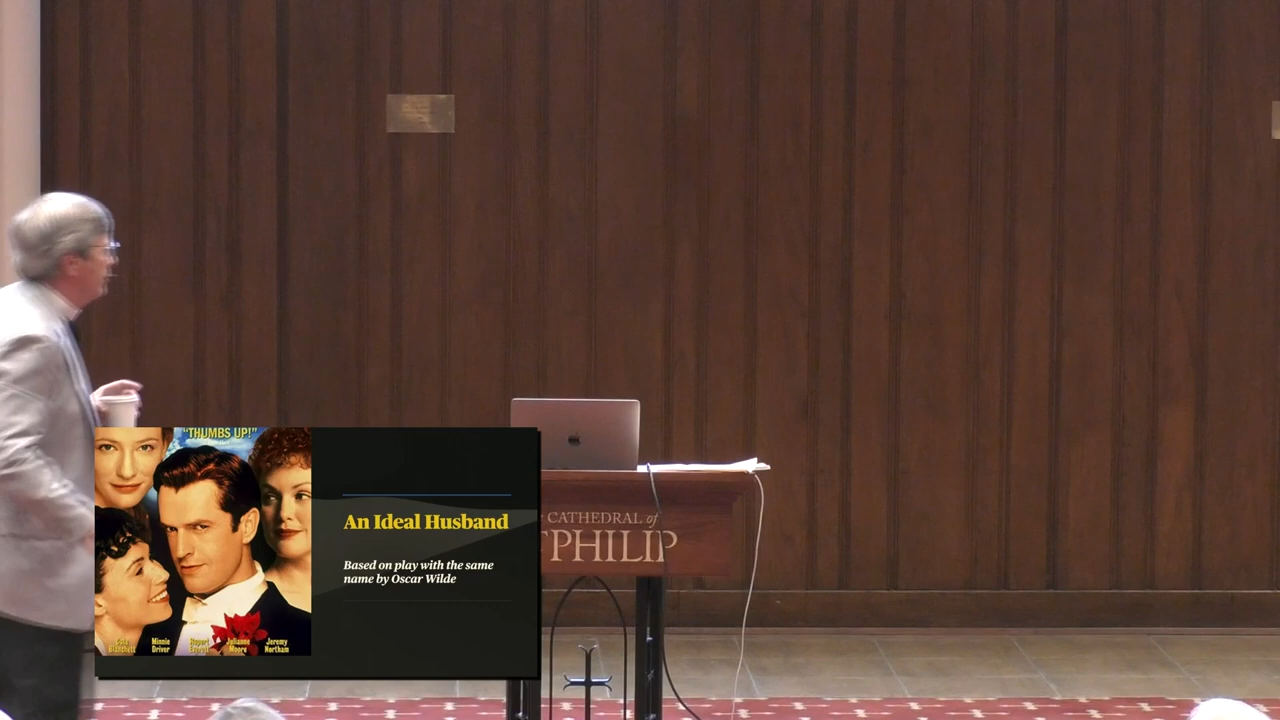 "THUMBS UP!"
An Ideal Husband
Based on play with the same
name by Oscar Wilde
Cate Minnie Rupert Julianne Jeremy
Blanchett Driver Everett Moore Northam
CATHEDRAL of
PHILIP